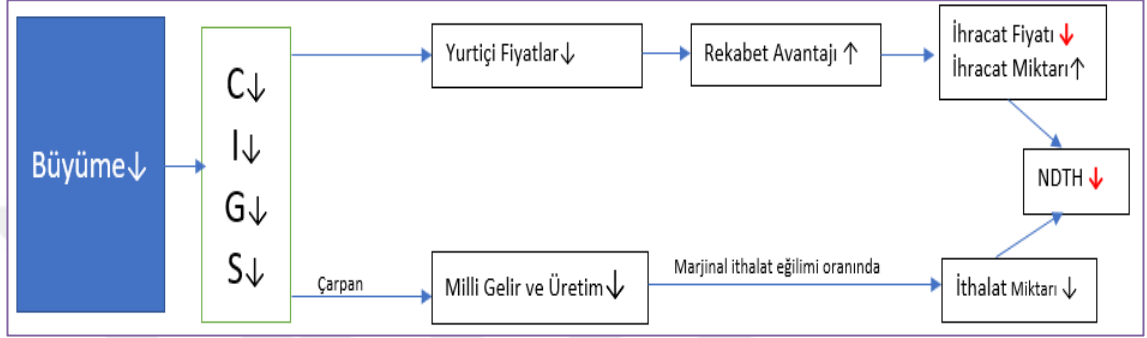 Büyüme↓
C↓
I↓
G↓
S↓
Yurtiçi Fiyatlar↓
Rekabet Avantajı ↑
İhracat Fiyatı ↓
İhracat Miktarı↑
NDTH ↓
Çarpan
Milli Gelir ve Üretim↓
Marjinal ithalat eğilimi oranında
İthalat Miktarı ↓